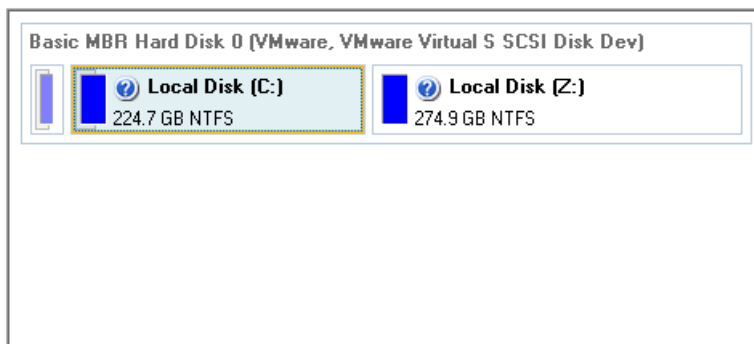 Basic MBR Hard Disk 0 (VMware, VMware Virtual S SCSI Disk Dev)
Local Disk (C:)
224.7 GB NTFS
Local Disk (Z:)
274.9 GB NTFS